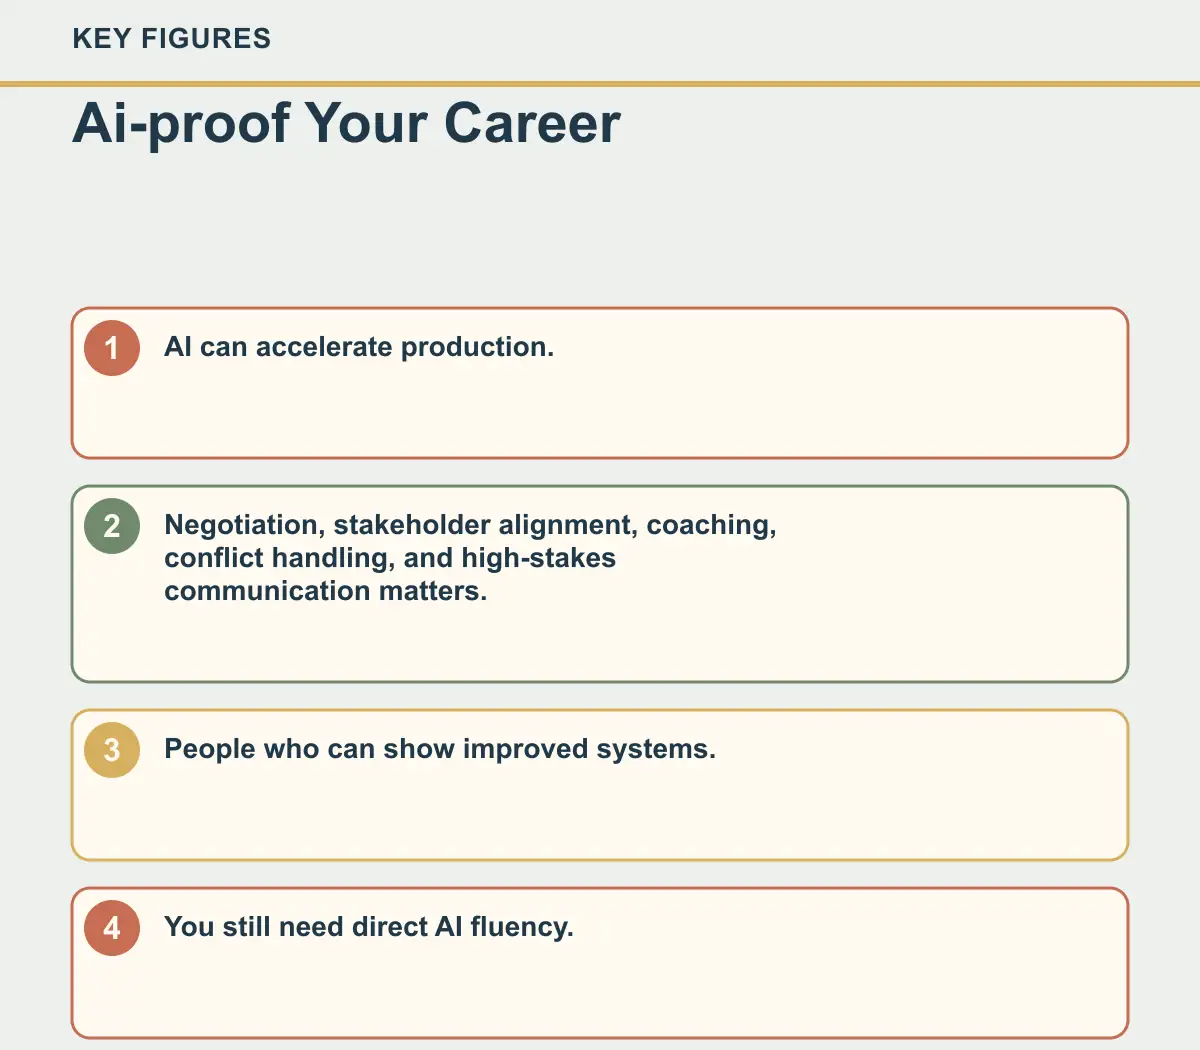 KEY FIGURES
Ai-proof Your Career
1
AI can accelerate production.
2
Negotiation, stakeholder alignment, coaching,
conflict handling, and high-stakes
communication matters.
3
People who can show improved systems.
4
You still need direct AI fluency.